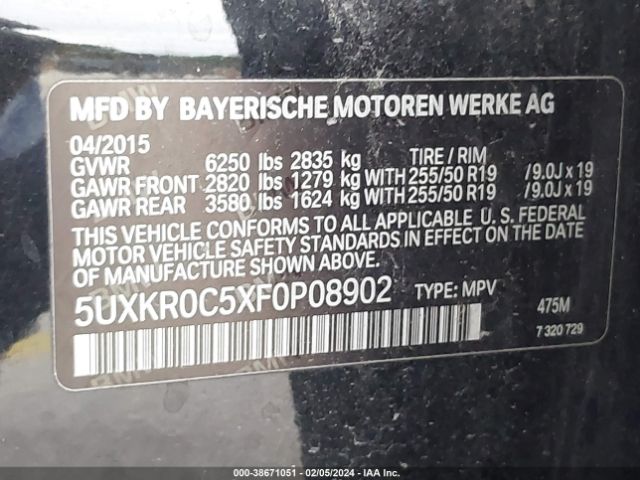 MFD BY BAYERISCHE MOTOREN WERKE AG
04/2015
GVWR 6250 lbs 2835 kg TIRE / RIM
GAWR FRONT 2820 lbs 1279 kg WITH 255/50 R19 / 9.0J x 19
GAWR REAR 3580 lbs 1624 kg WITH 255/50 R19 / 9.0J x 19
THIS VEHICLE CONFORMS TO ALL APPLICABLE U. S. FEDERAL
MOTOR VEHICLE SAFETY STANDARDS IN EFFECT ON THE DATE
OF MANUFACTURE SHOWN ABOVE.
5UXKR0C5XF0P08902 TYPE: MPV 475M
7 320 729
000-38671051 - 02/05/2024 - IAA Inc.